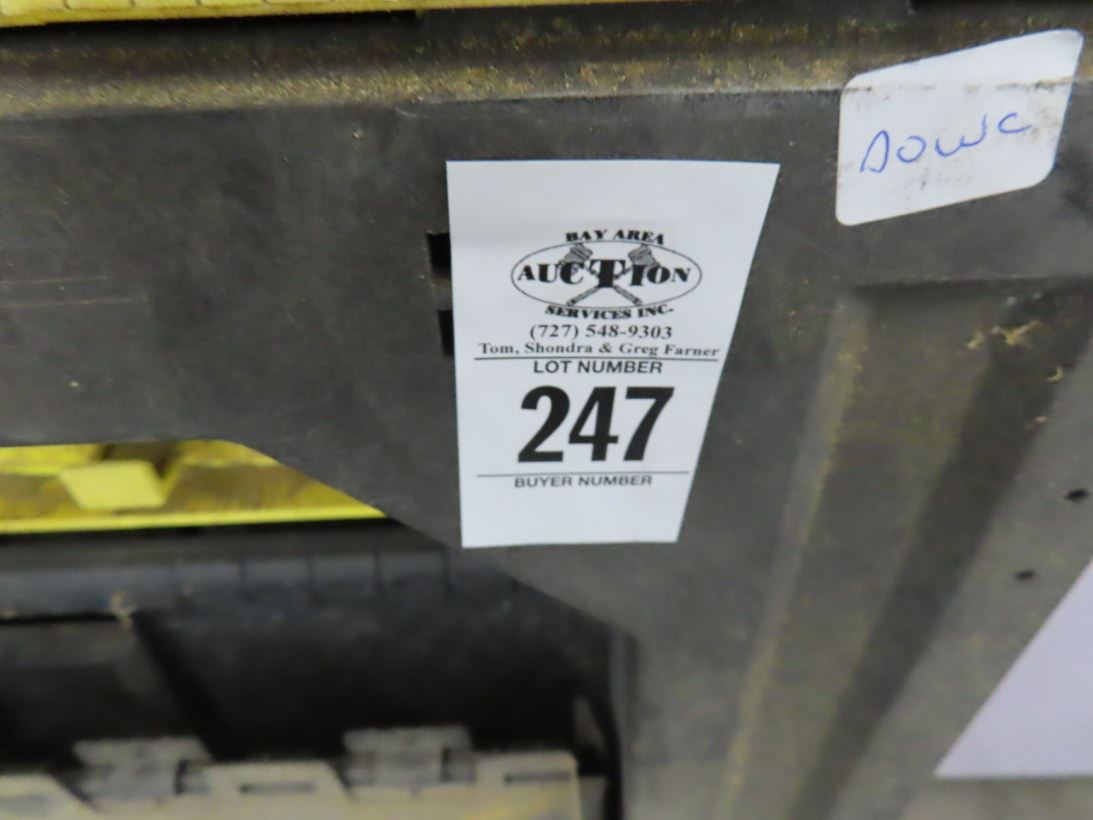 DOWC
BAY AREA
AUCTION
SERVICES INC.
(727) 548-9303
Tom, Shondra & Greg Farner
LOT NUMBER
247
BUYER NUMBER